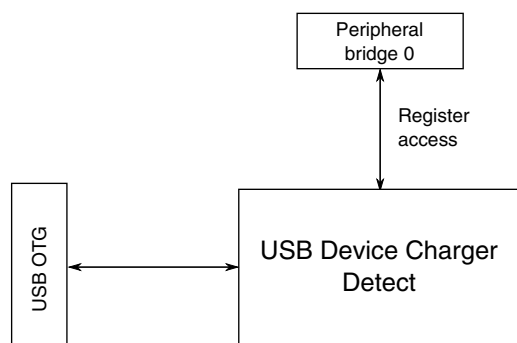 Peripheral
bridge 0
Register
access
USB Device Charger
Detect
USB OTG